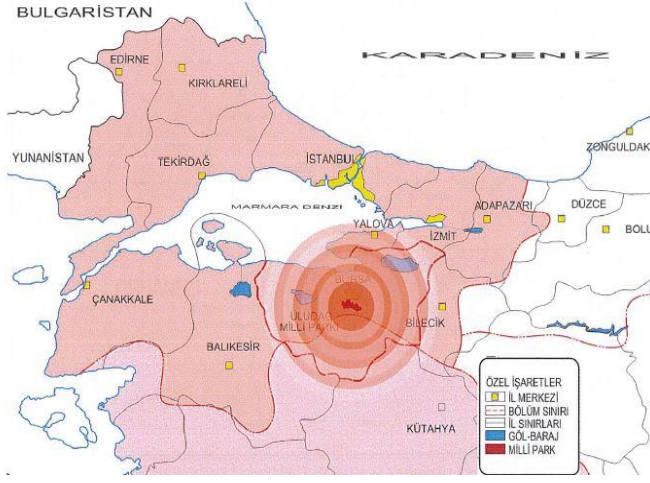 BULGARİSTAN
KARADENİZ
EDİRNE
KIRKLARELİ
ZONGULDAK
YUNANİSTAN
TEKİRDAĞ
İSTANBUL
MARMARA DENZİ
YALOVA
İZMİT
ADAPAZARI
DÜZCE
BOLU
BURSA
ÇANAKKALE
ULUDAĞ
MİLLİ PARKI
BİLECİK
BALIKESİR
KÜTAHYA
ÖZEL İŞARETLER
İL MERKEZİ
BÖLÜM SINIRI
İL SINIRLARI
GÖL-BARAJ
MİLLİ PARK